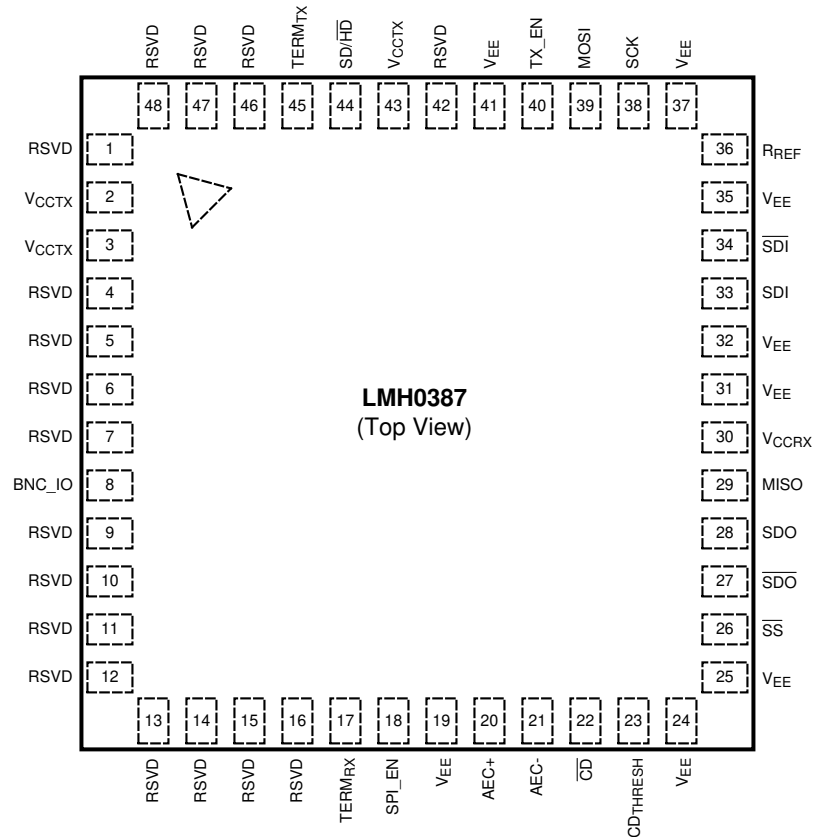 RSVD RSVD RSVD TERMTX SD/H̅D̅ VCCTX RSVD VEE TX_EN MOSI SCK VEE
48 47 46 45 44 43 42 41 40 39 38 37
RSVD 1 36 RREF
VCCTX 2 35 VEE
VCCTX 3 34 S̅D̅I̅
RSVD 4 33 SDI
RSVD 5 32 VEE
RSVD 6 31 VEE
LMH0387
(Top View)
RSVD 7 30 VCCRX
BNC_IO 8 29 MISO
RSVD 9 28 SDO
RSVD 10 27 S̅D̅O̅
RSVD 11 26 S̅S̅
RSVD 12 25 VEE
13 14 15 16 17 18 19 20 21 22 23 24
RSVD RSVD RSVD RSVD TERMRX SPI_EN VEE AEC+ AEC- C̅D̅ CDTHRESH VEE